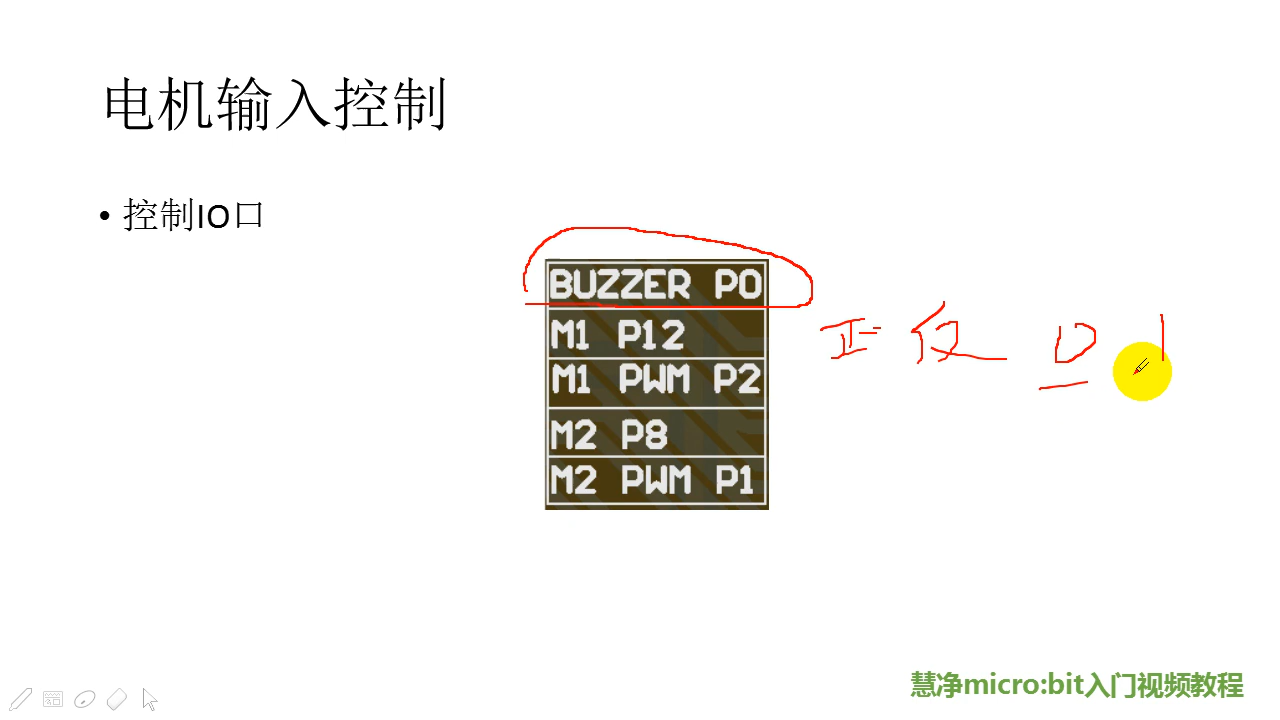 电机输入控制
• 控制IO口
BUZZER P0
M1 P12
M1 PWM P2
M2 P8
M2 PWM P1
正反 0 1
慧净micro:bit入门视频教程